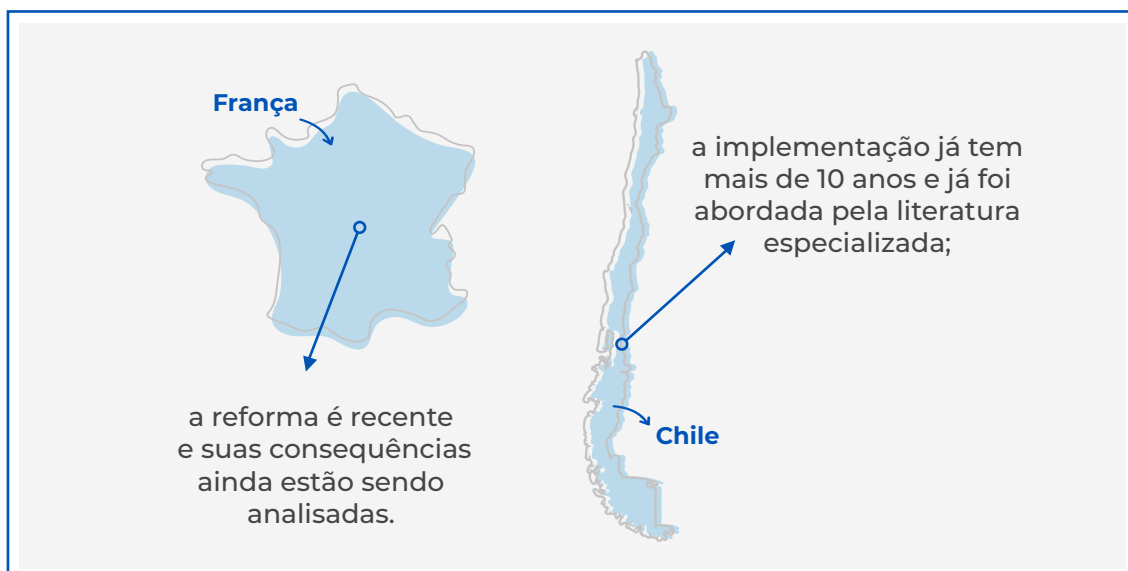 França
a reforma é recente
e suas consequências
ainda estão sendo
analisadas.
a implementação já tem
mais de 10 anos e já foi
abordada pela literatura
especializada;
Chile